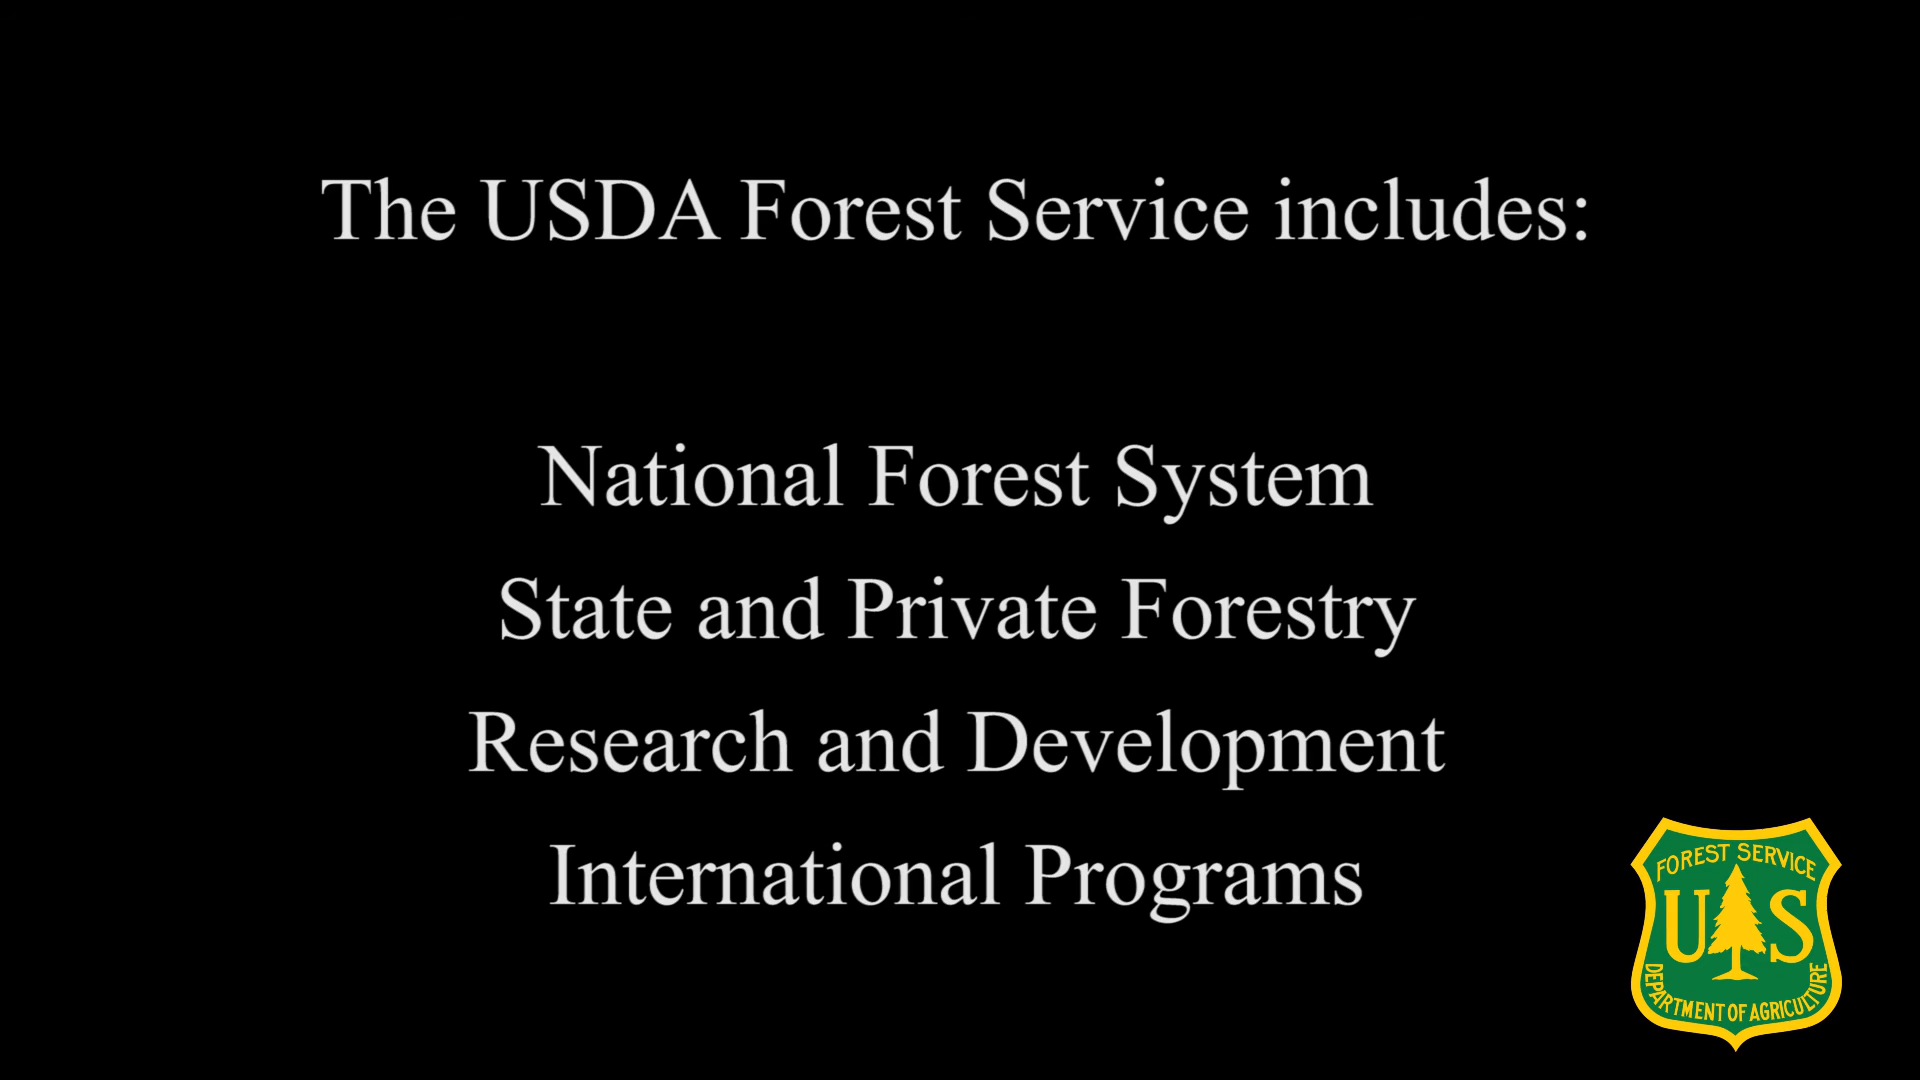 The USDA Forest Service includes:
National Forest System
State and Private Forestry
Research and Development
International Programs
FOREST SERVICE
U S
DEPARTMENT OF AGRICULTURE